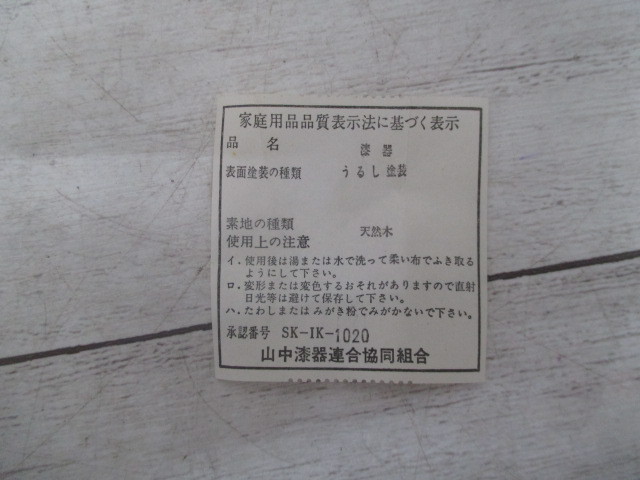 家庭用品品質表示法に基づく表示
品名 漆器
表面塗装の種類 うるし塗装
素地の種類 天然木
使用上の注意
イ.使用後は湯または水で洗って柔い布でふき取る
ようにして下さい。
ロ.変形または変色するおそれがありますので直射
日光等は避けて保存して下さい。
ハ.たわしまたはみがき粉でみがかないで下さい。
承認番号 SK-IK-1020
山中漆器連合協同組合